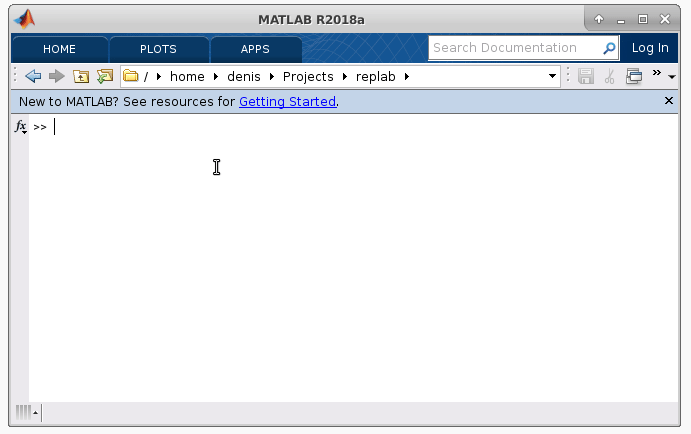 MATLAB R2018a
HOME PLOTS APPS Search Documentation Log In
/ home denis Projects replab »
New to MATLAB? See resources for Getting Started.
fx >>